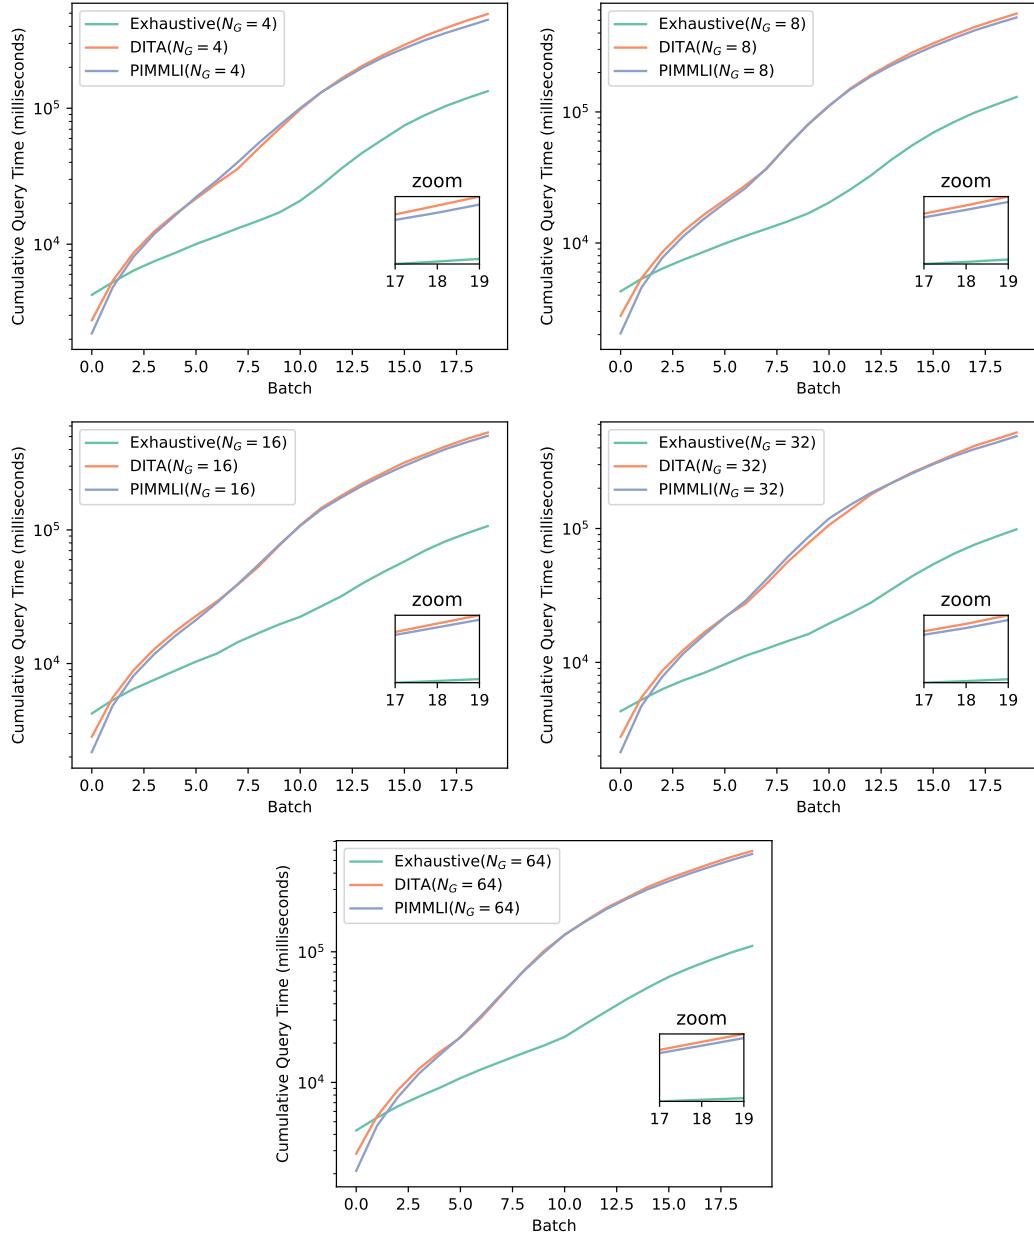 Exhaustive(N_G = 4)
DITA(N_G = 4)
PIMMLI(N_G = 4)
Cumulative Query Time (milliseconds)
10^5
10^4
zoom
17 18 19
0.0 2.5 5.0 7.5 10.0 12.5 15.0 17.5
Batch
Exhaustive(N_G = 8)
DITA(N_G = 8)
PIMMLI(N_G = 8)
Cumulative Query Time (milliseconds)
10^5
10^4
zoom
17 18 19
0.0 2.5 5.0 7.5 10.0 12.5 15.0 17.5
Batch
Exhaustive(N_G = 16)
DITA(N_G = 16)
PIMMLI(N_G = 16)
Cumulative Query Time (milliseconds)
10^5
10^4
zoom
17 18 19
0.0 2.5 5.0 7.5 10.0 12.5 15.0 17.5
Batch
Exhaustive(N_G = 32)
DITA(N_G = 32)
PIMMLI(N_G = 32)
Cumulative Query Time (milliseconds)
10^5
10^4
zoom
17 18 19
0.0 2.5 5.0 7.5 10.0 12.5 15.0 17.5
Batch
Exhaustive(N_G = 64)
DITA(N_G = 64)
PIMMLI(N_G = 64)
Cumulative Query Time (milliseconds)
10^5
10^4
zoom
17 18 19
0.0 2.5 5.0 7.5 10.0 12.5 15.0 17.5
Batch